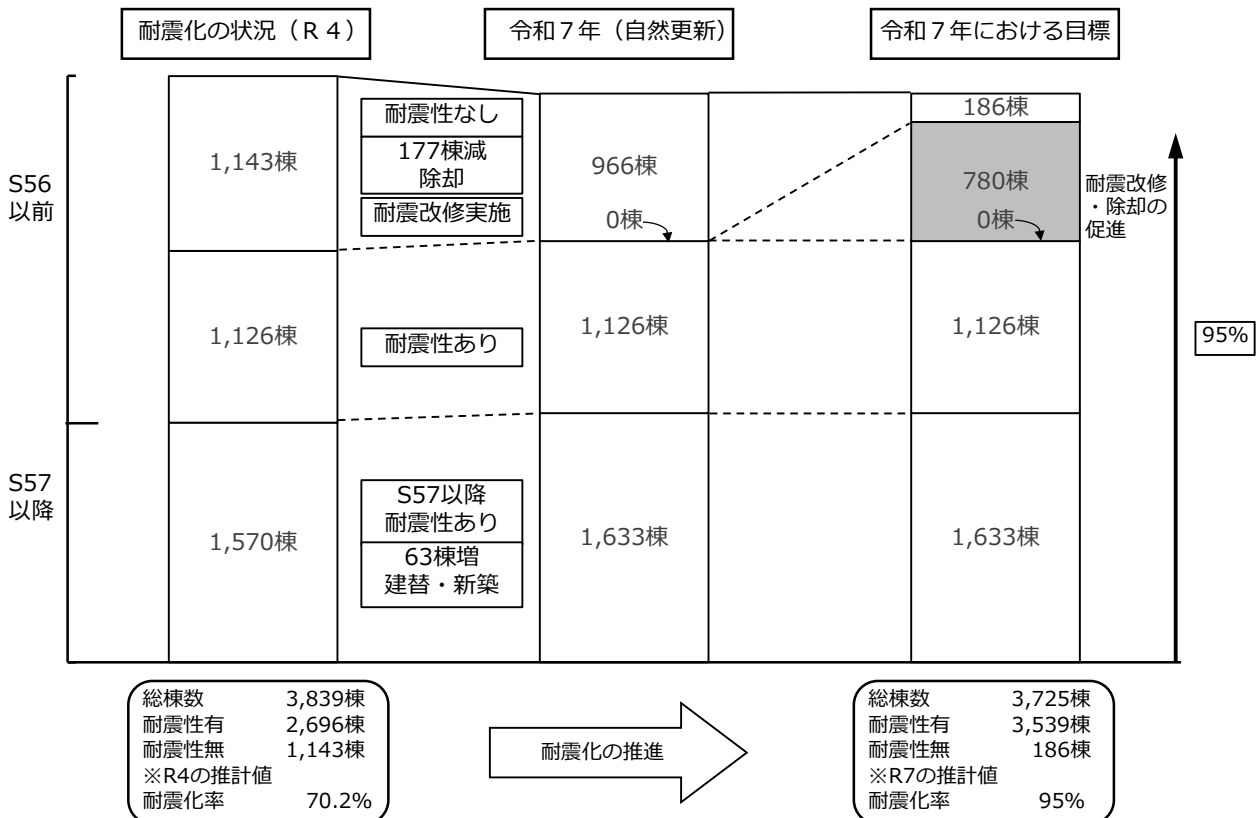 耐震化の状況（R４）
令和７年（自然更新）
令和７年における目標
S56
以前
S57
以降
1,143棟
1,126棟
1,570棟
耐震性なし
177棟減
除却
耐震改修実施
耐震性あり
S57以降
耐震性あり
63棟増
建替・新築
966棟
0棟
1,126棟
1,633棟
186棟
780棟
0棟
1,126棟
1,633棟
耐震改修
・除却の
促進
95%
総棟数 3,839棟
耐震性有 2,696棟
耐震性無 1,143棟
※R4の推計値
耐震化率 70.2%
耐震化の推進
総棟数 3,725棟
耐震性有 3,539棟
耐震性無 186棟
※R7の推計値
耐震化率 95%